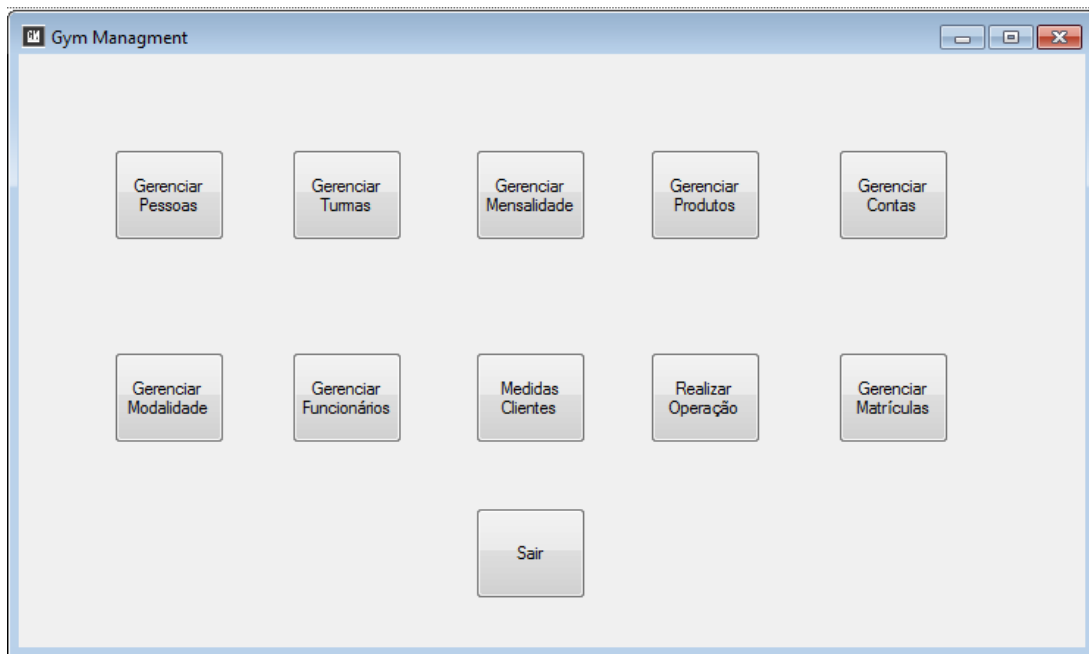 GM Gym Managment
Gerenciar
Pessoas
Gerenciar
Turmas
Gerenciar
Mensalidade
Gerenciar
Produtos
Gerenciar
Contas
Gerenciar
Modalidade
Gerenciar
Funcionários
Medidas
Clientes
Realizar
Operação
Gerenciar
Matrículas
Sair